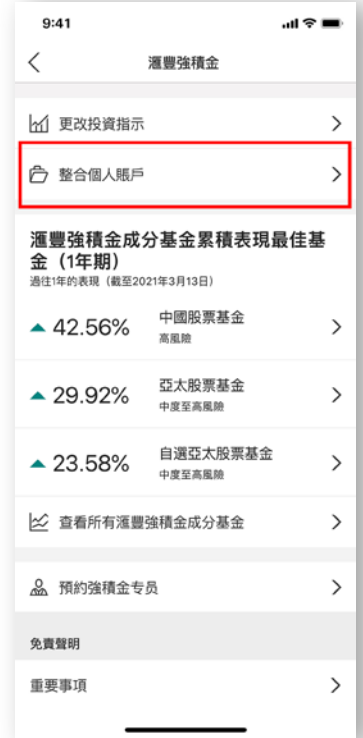 9:41
滙豐強積金
更改投資指示
整合個人賬戶
滙豐強積金成分基金累積表現最佳基
金（1年期）
過往1年的表現（截至2021年3月13日）
42.56%
中國股票基金
高風險
29.92%
亞太股票基金
中度至高風險
23.58%
自選亞太股票基金
中度至高風險
查看所有滙豐強積金成分基金
預約強積金专员
免責聲明
重要事項